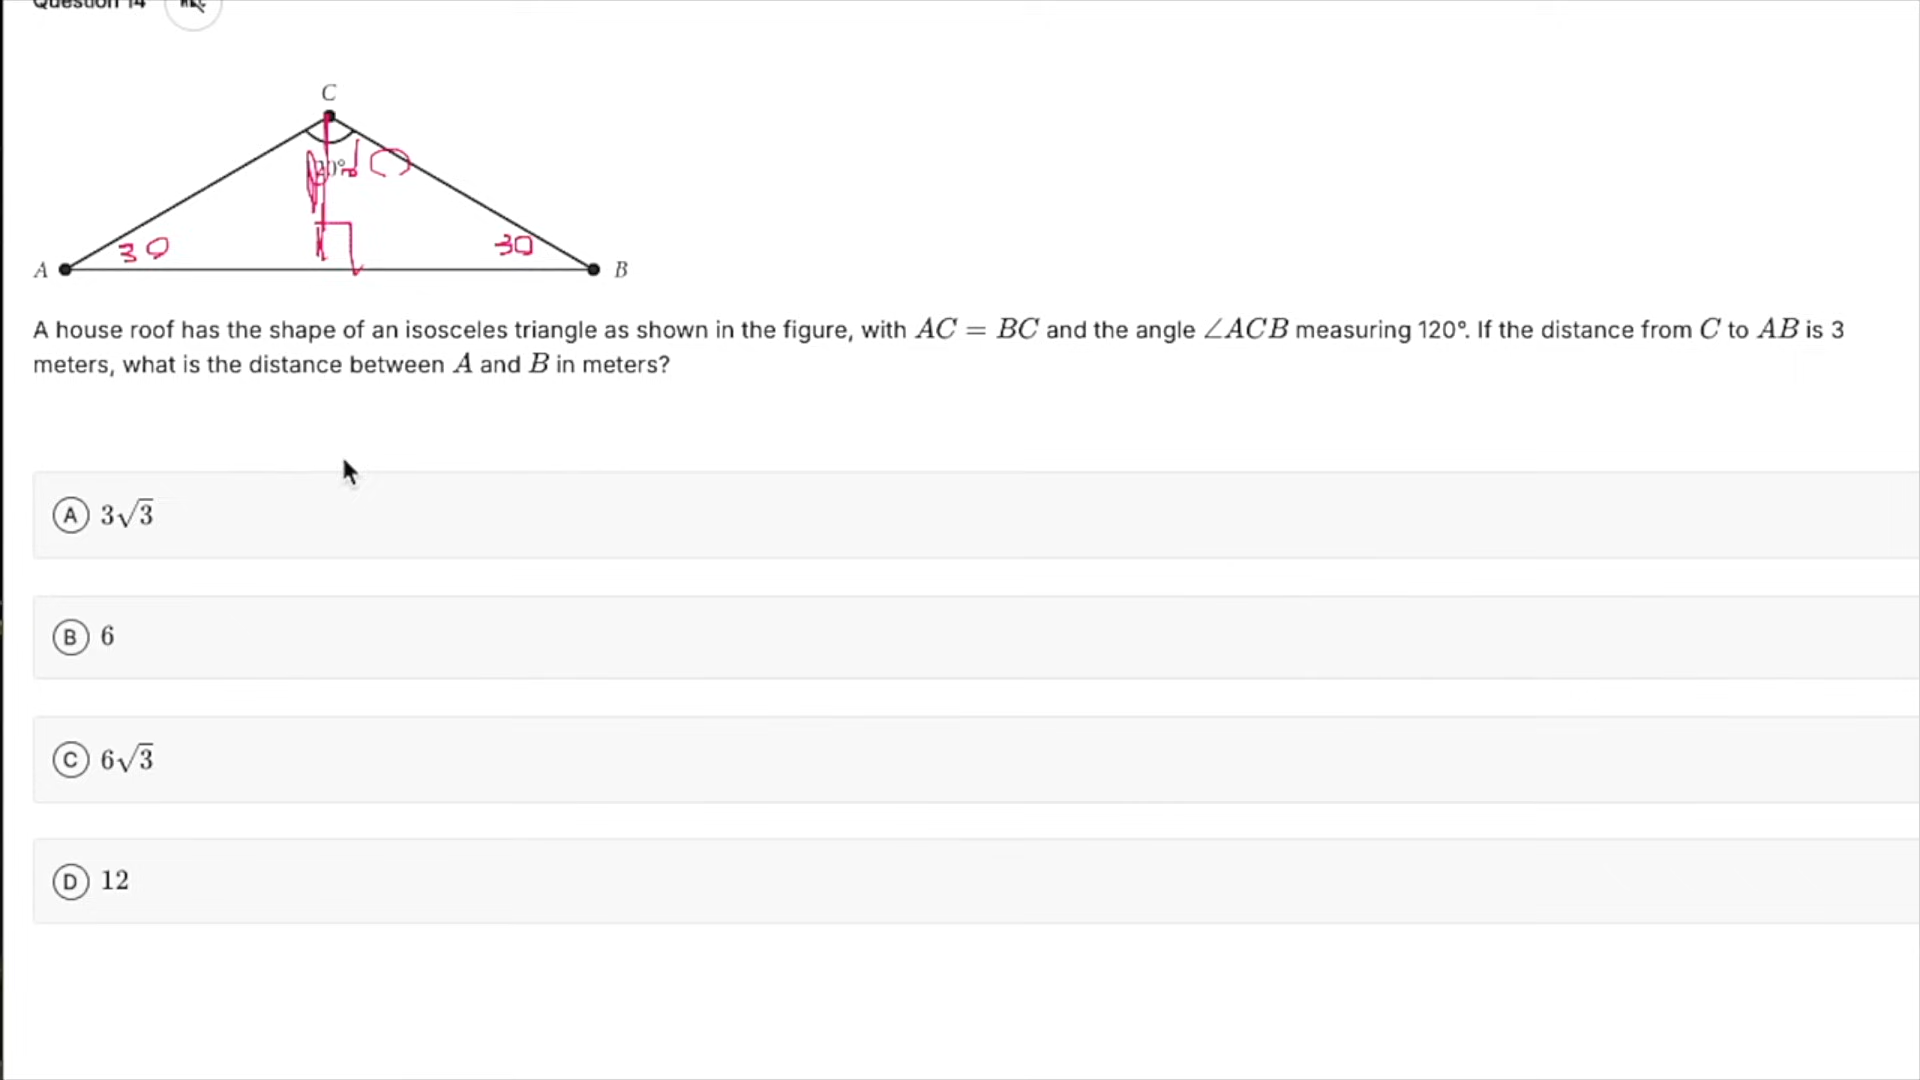 Question 14
C
30 30
A B
A house roof has the shape of an isosceles triangle as shown in the figure, with AC = BC and the angle ∠ACB measuring 120°. If the distance from C to AB is 3
meters, what is the distance between A and B in meters?
A 3√3
B 6
C 6√3
D 12